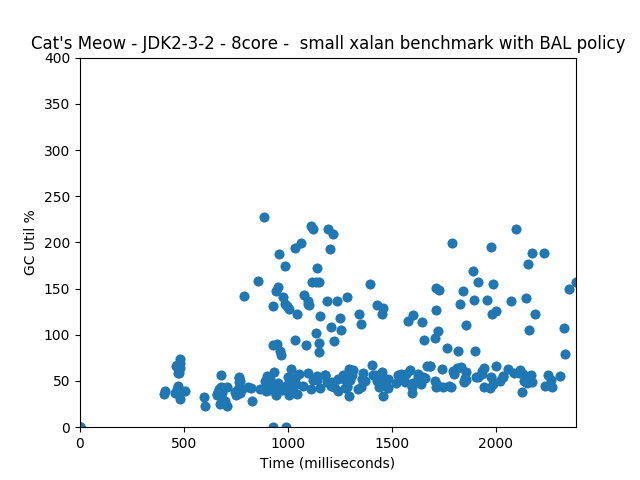 Cat's Meow - JDK2-3-2 - 8core -  small xalan benchmark with BAL policy
400
350
300
250
200
150
100
50
0
GC Util %
0 500 1000 1500 2000
Time (milliseconds)